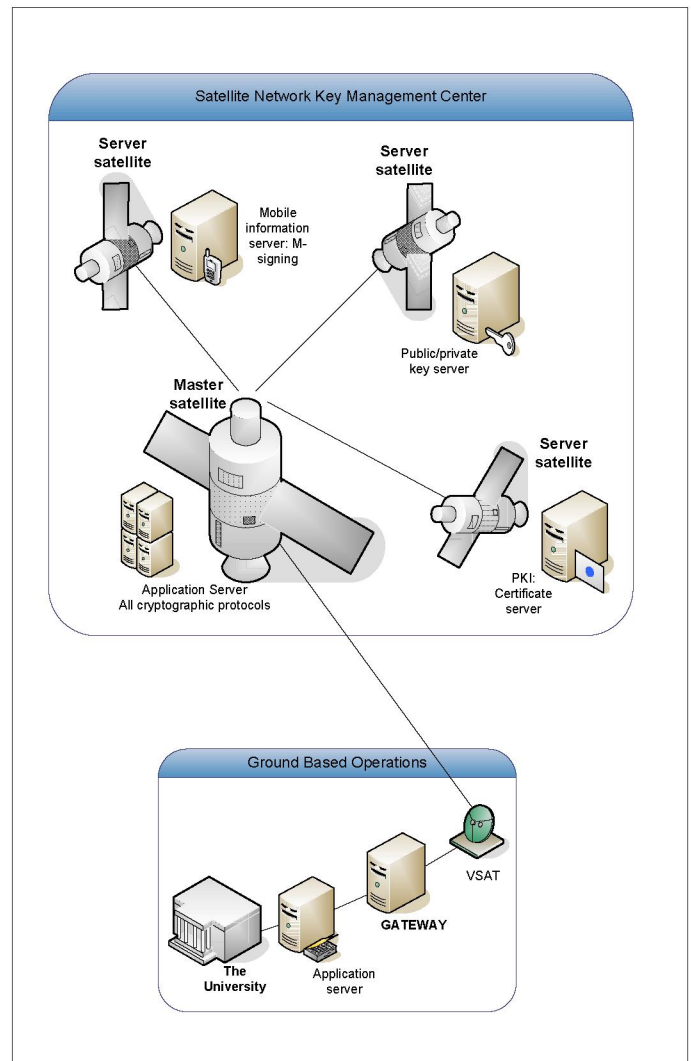 Satellite Network Key Management Center
Server
satellite
Mobile
information
server: M-
signing
Server
satellite
Public/private
key server
Master
satellite
Application Server
All cryptographic protocols
Server
satellite
PKI:
Certificate
server
Ground Based Operations
VSAT
GATEWAY
Application
server
The
University